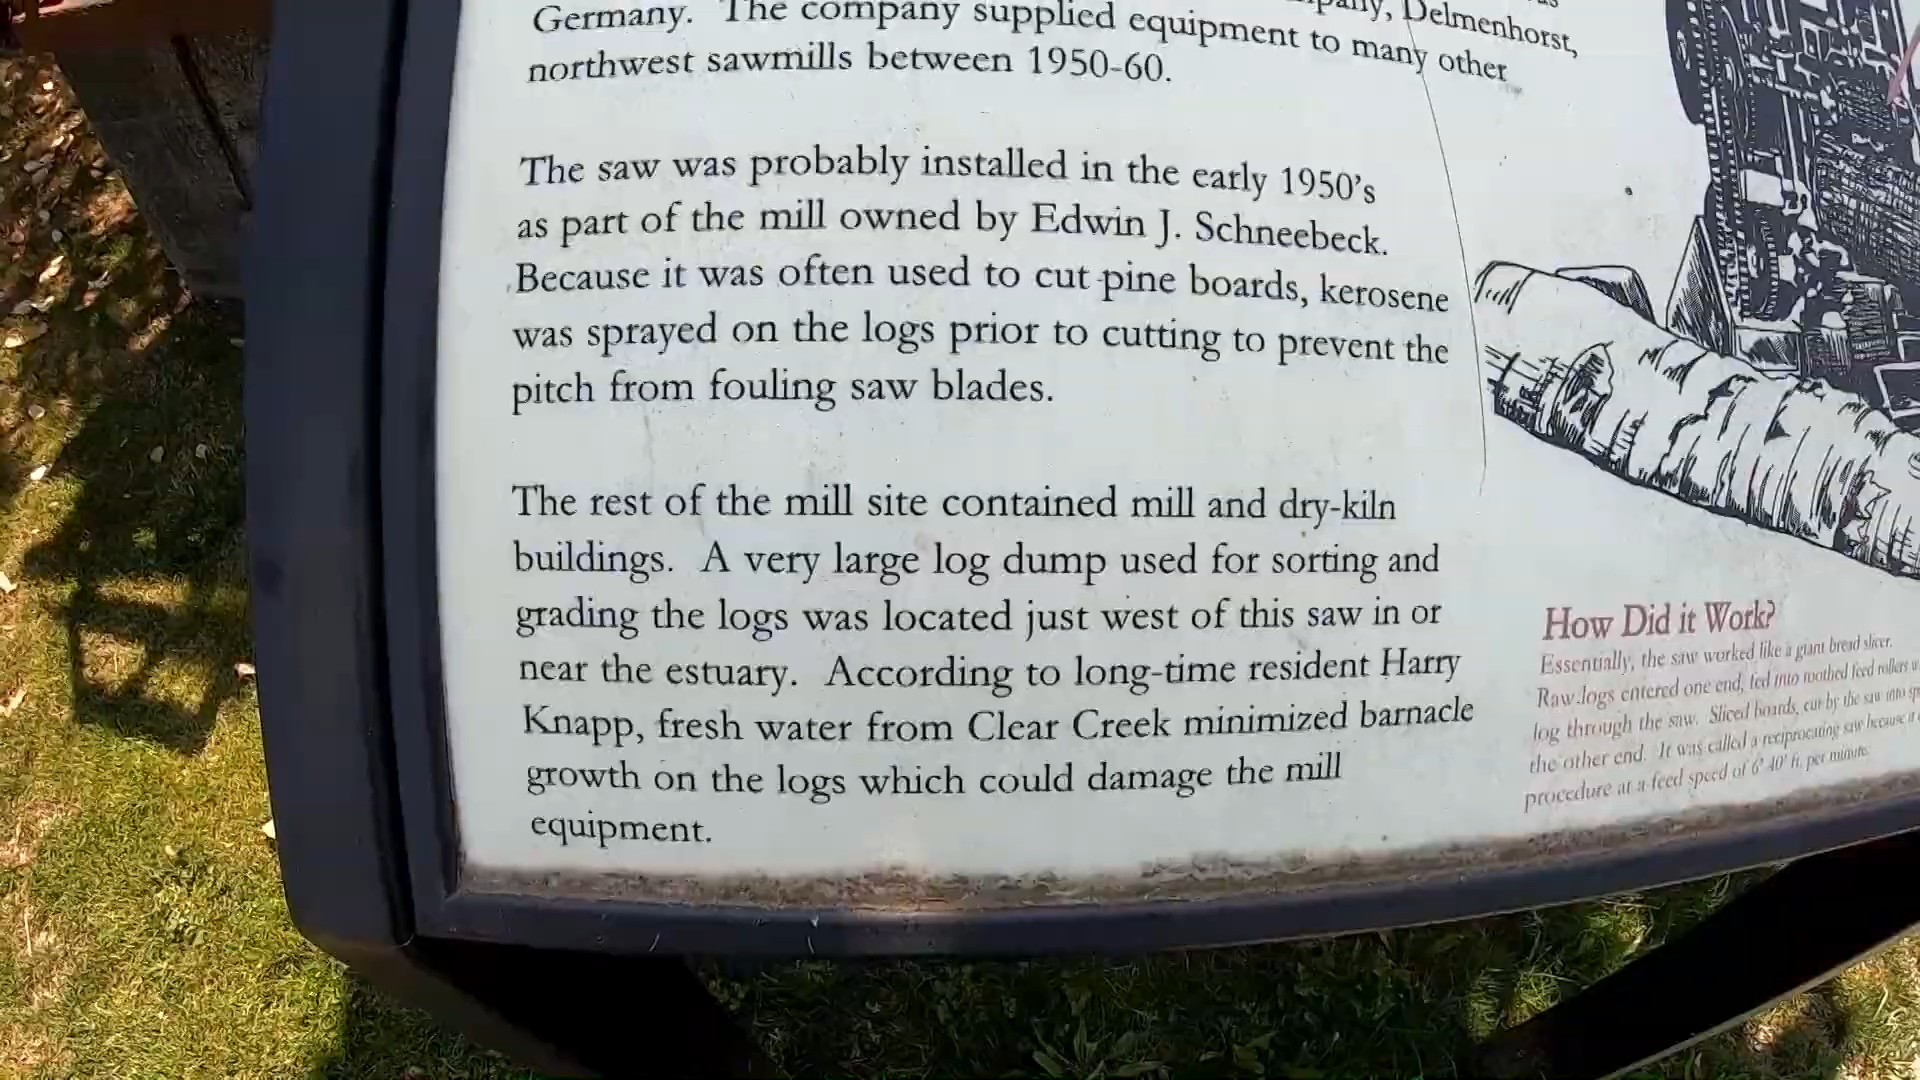 Delmenhorst,
Germany. The company supplied equipment to many other
northwest sawmills between 1950-60.
The saw was probably installed in the early 1950's
as part of the mill owned by Edwin J. Schneebeck.
Because it was often used to cut pine boards, kerosene
was sprayed on the logs prior to cutting to prevent the
pitch from fouling saw blades.
The rest of the mill site contained mill and dry-kiln
buildings. A very large log dump used for sorting and
grading the logs was located just west of this saw in or
near the estuary. According to long-time resident Harry
Knapp, fresh water from Clear Creek minimized barnacle
growth on the logs which could damage the mill
equipment.
How Did it Work?
Essentially, the saw worked like a giant bread slicer.
Raw logs entered one end, fed into toothed feed rollers
log through the saw. Sliced boards, cut by the saw into
the other end. It was called a reciprocating saw because it
procedure at a feed speed of 6' 40' ft. per minute.